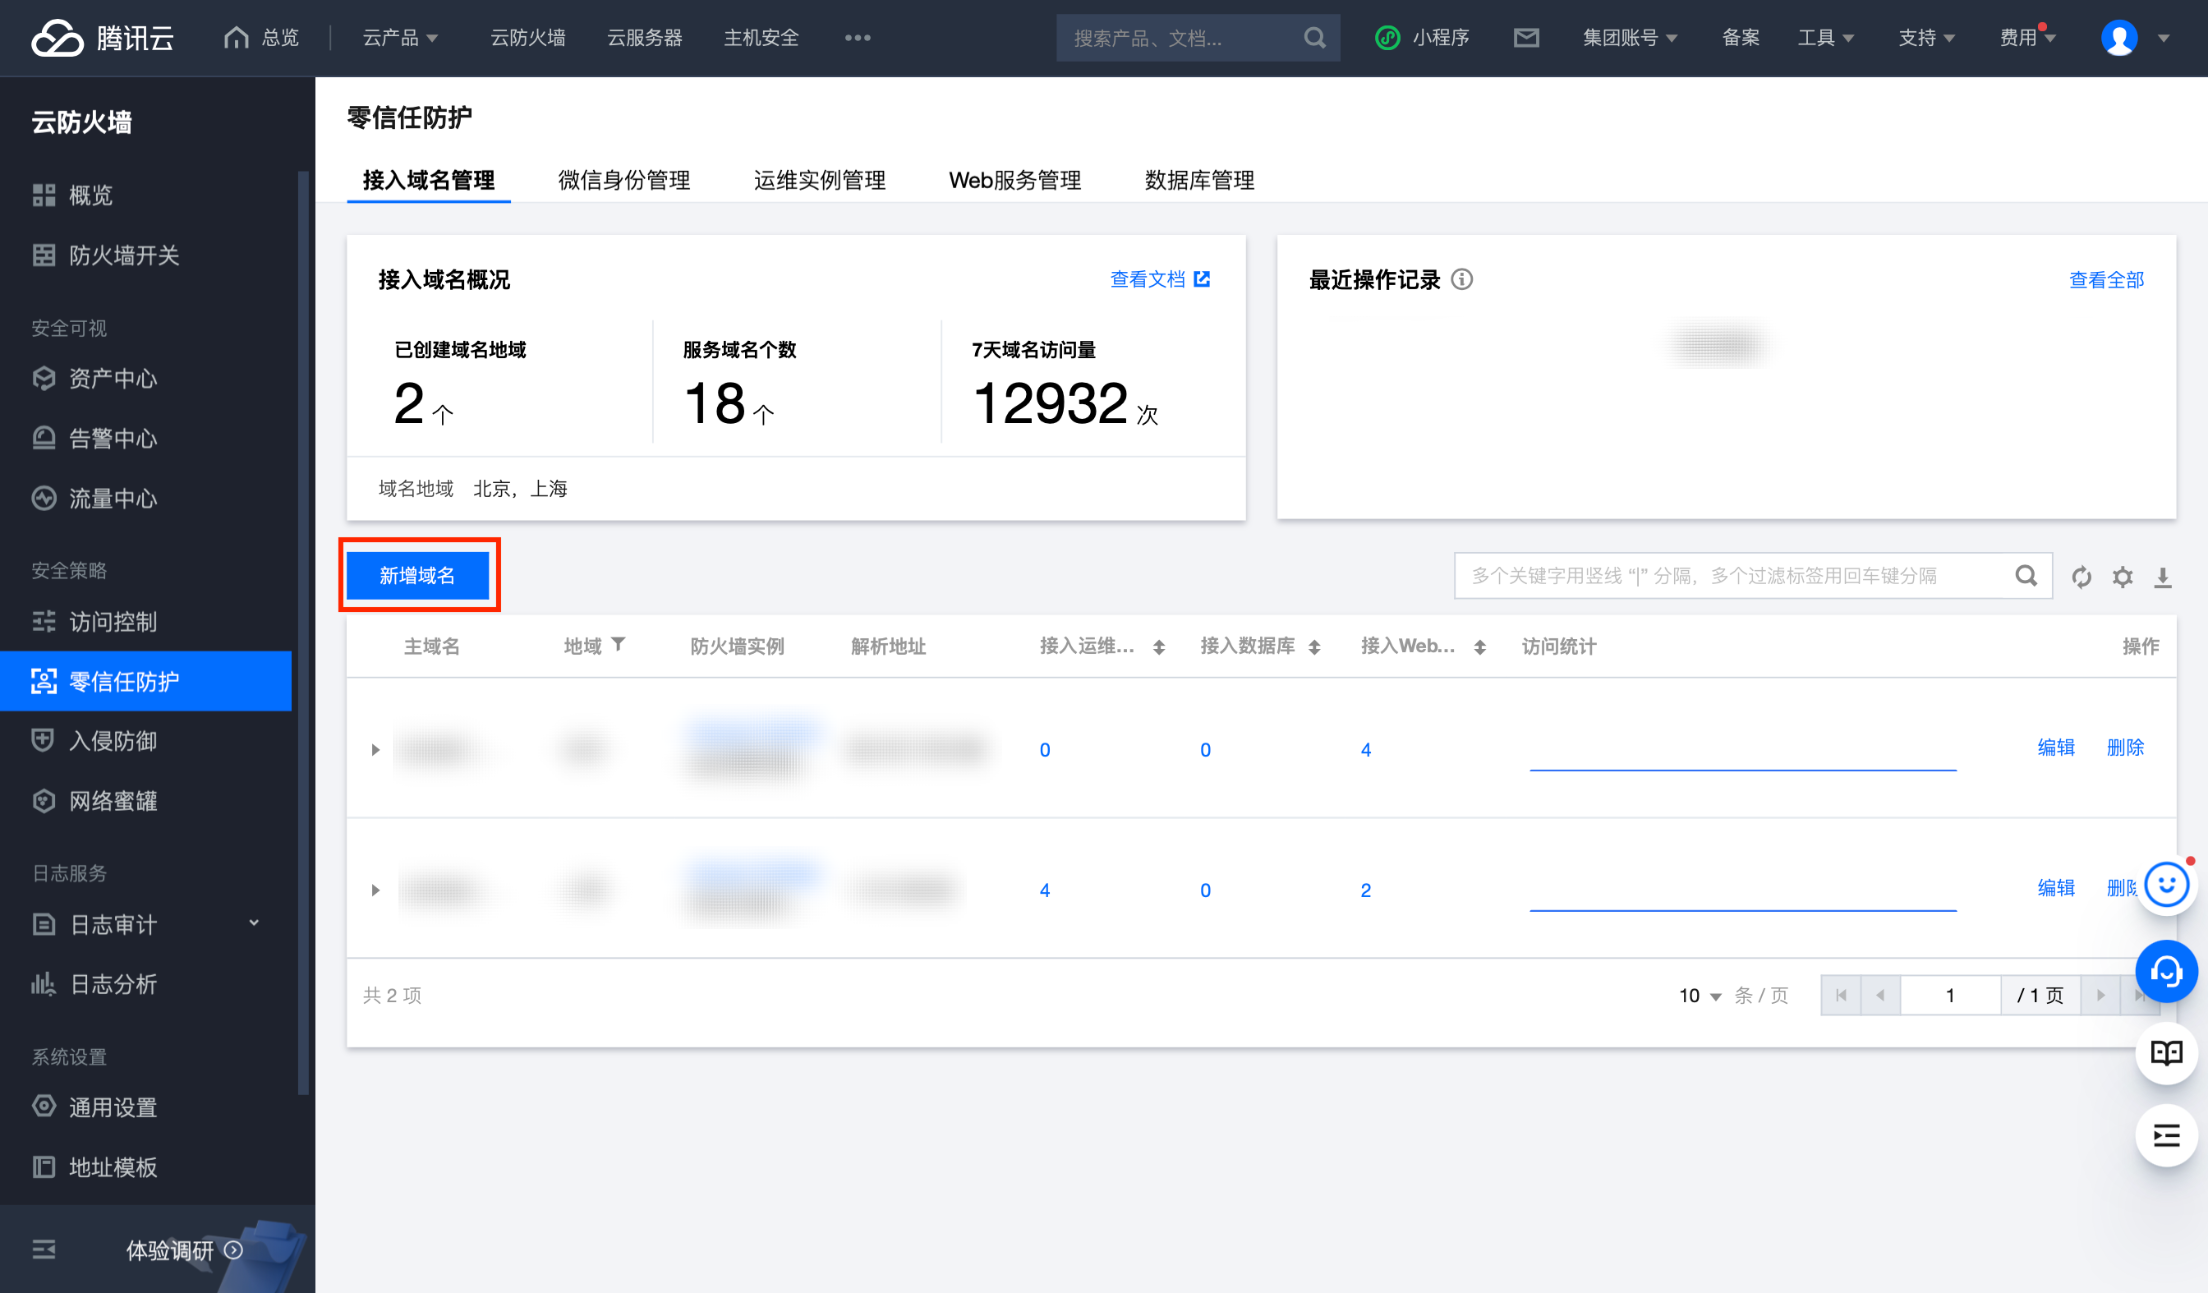 腾讯云 总览 云产品 云防火墙 云服务器 主机安全 ••• 搜索产品、文档... 小程序 集团账号 备案 工具 支持 费用
云防火墙
概览
防火墙开关
安全可视
资产中心
告警中心
流量中心
安全策略
访问控制
零信任防护
入侵防御
网络蜜罐
日志服务
日志审计
日志分析
系统设置
通用设置
地址模板
体验调研
零信任防护
接入域名管理 微信身份管理 运维实例管理 Web服务管理 数据库管理
接入域名概况 查看文档
已创建域名地域 服务域名个数 7天域名访问量
2 个 18 个 12932 次
域名地域 北京，上海
最近操作记录 查看全部
新增域名 多个关键字用竖线 “|” 分隔，多个过滤标签用回车键分隔
主域名 地域 防火墙实例 解析地址 接入运维... 接入数据库 接入Web... 访问统计 操作
0 0 4 编辑 删除
4 0 2 编辑 删
共 2 项 10 条 / 页 1 / 1 页